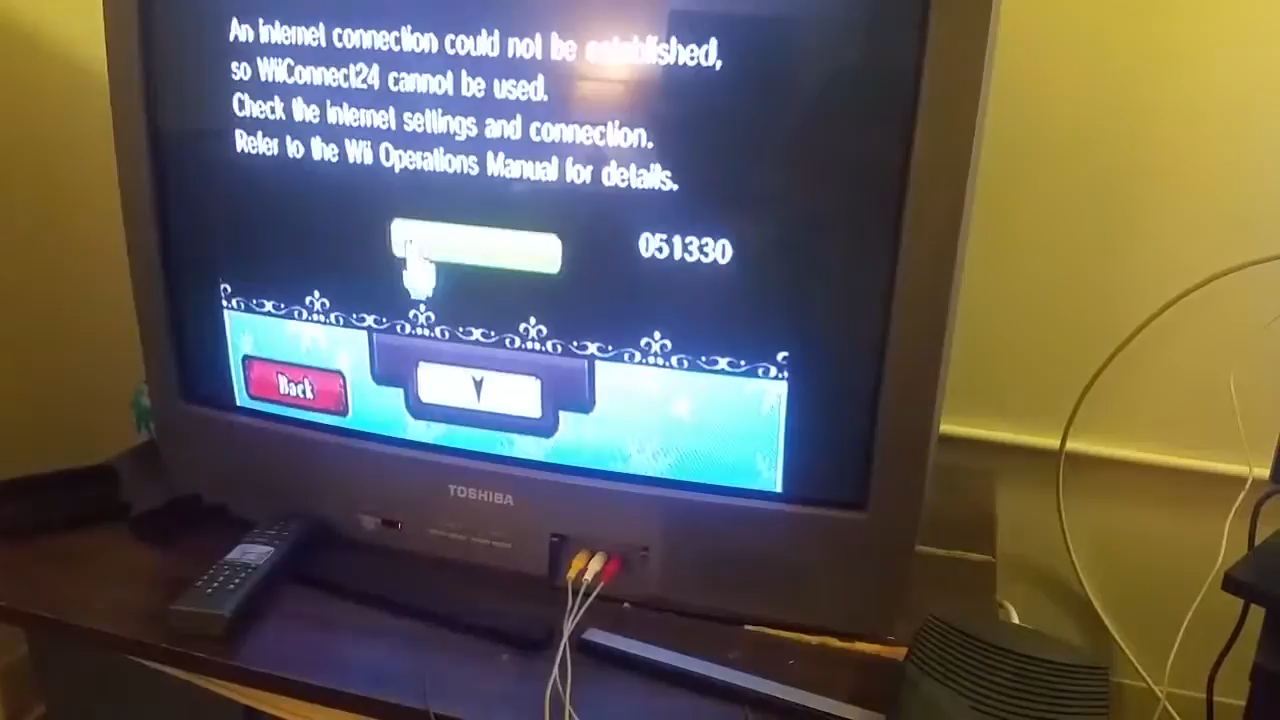 An internet connection could not be established,
so WiiConnect24 cannot be used.
Check the internet settings and connection.
Refer to the Wii Operations Manual for details.
051330
Back
TOSHIBA